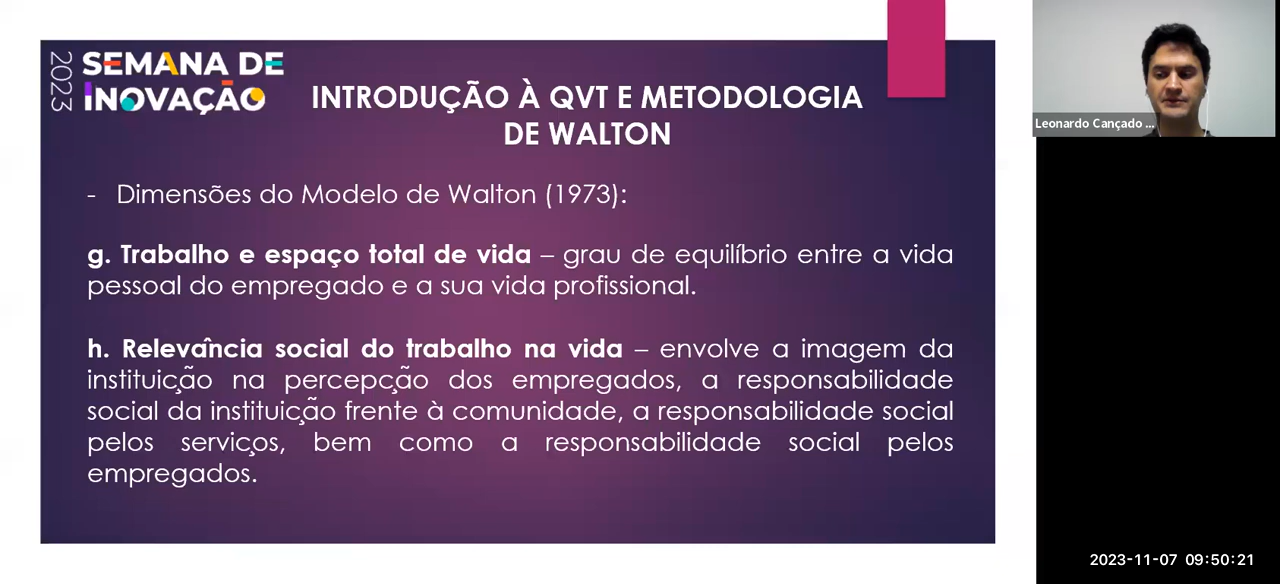 2023
SEMANA DE
INOVAÇÃO
INTRODUÇÃO À QVT E METODOLOGIA
DE WALTON
- Dimensões do Modelo de Walton (1973):
g. Trabalho e espaço total de vida – grau de equilíbrio entre a vida
pessoal do empregado e a sua vida profissional.
h. Relevância social do trabalho na vida – envolve a imagem da
instituição na percepção dos empregados, a responsabilidade
social da instituição frente à comunidade, a responsabilidade social
pelos serviços, bem como a responsabilidade social pelos
empregados.
Leonardo Cançado ...
2023-11-07 09:50:21